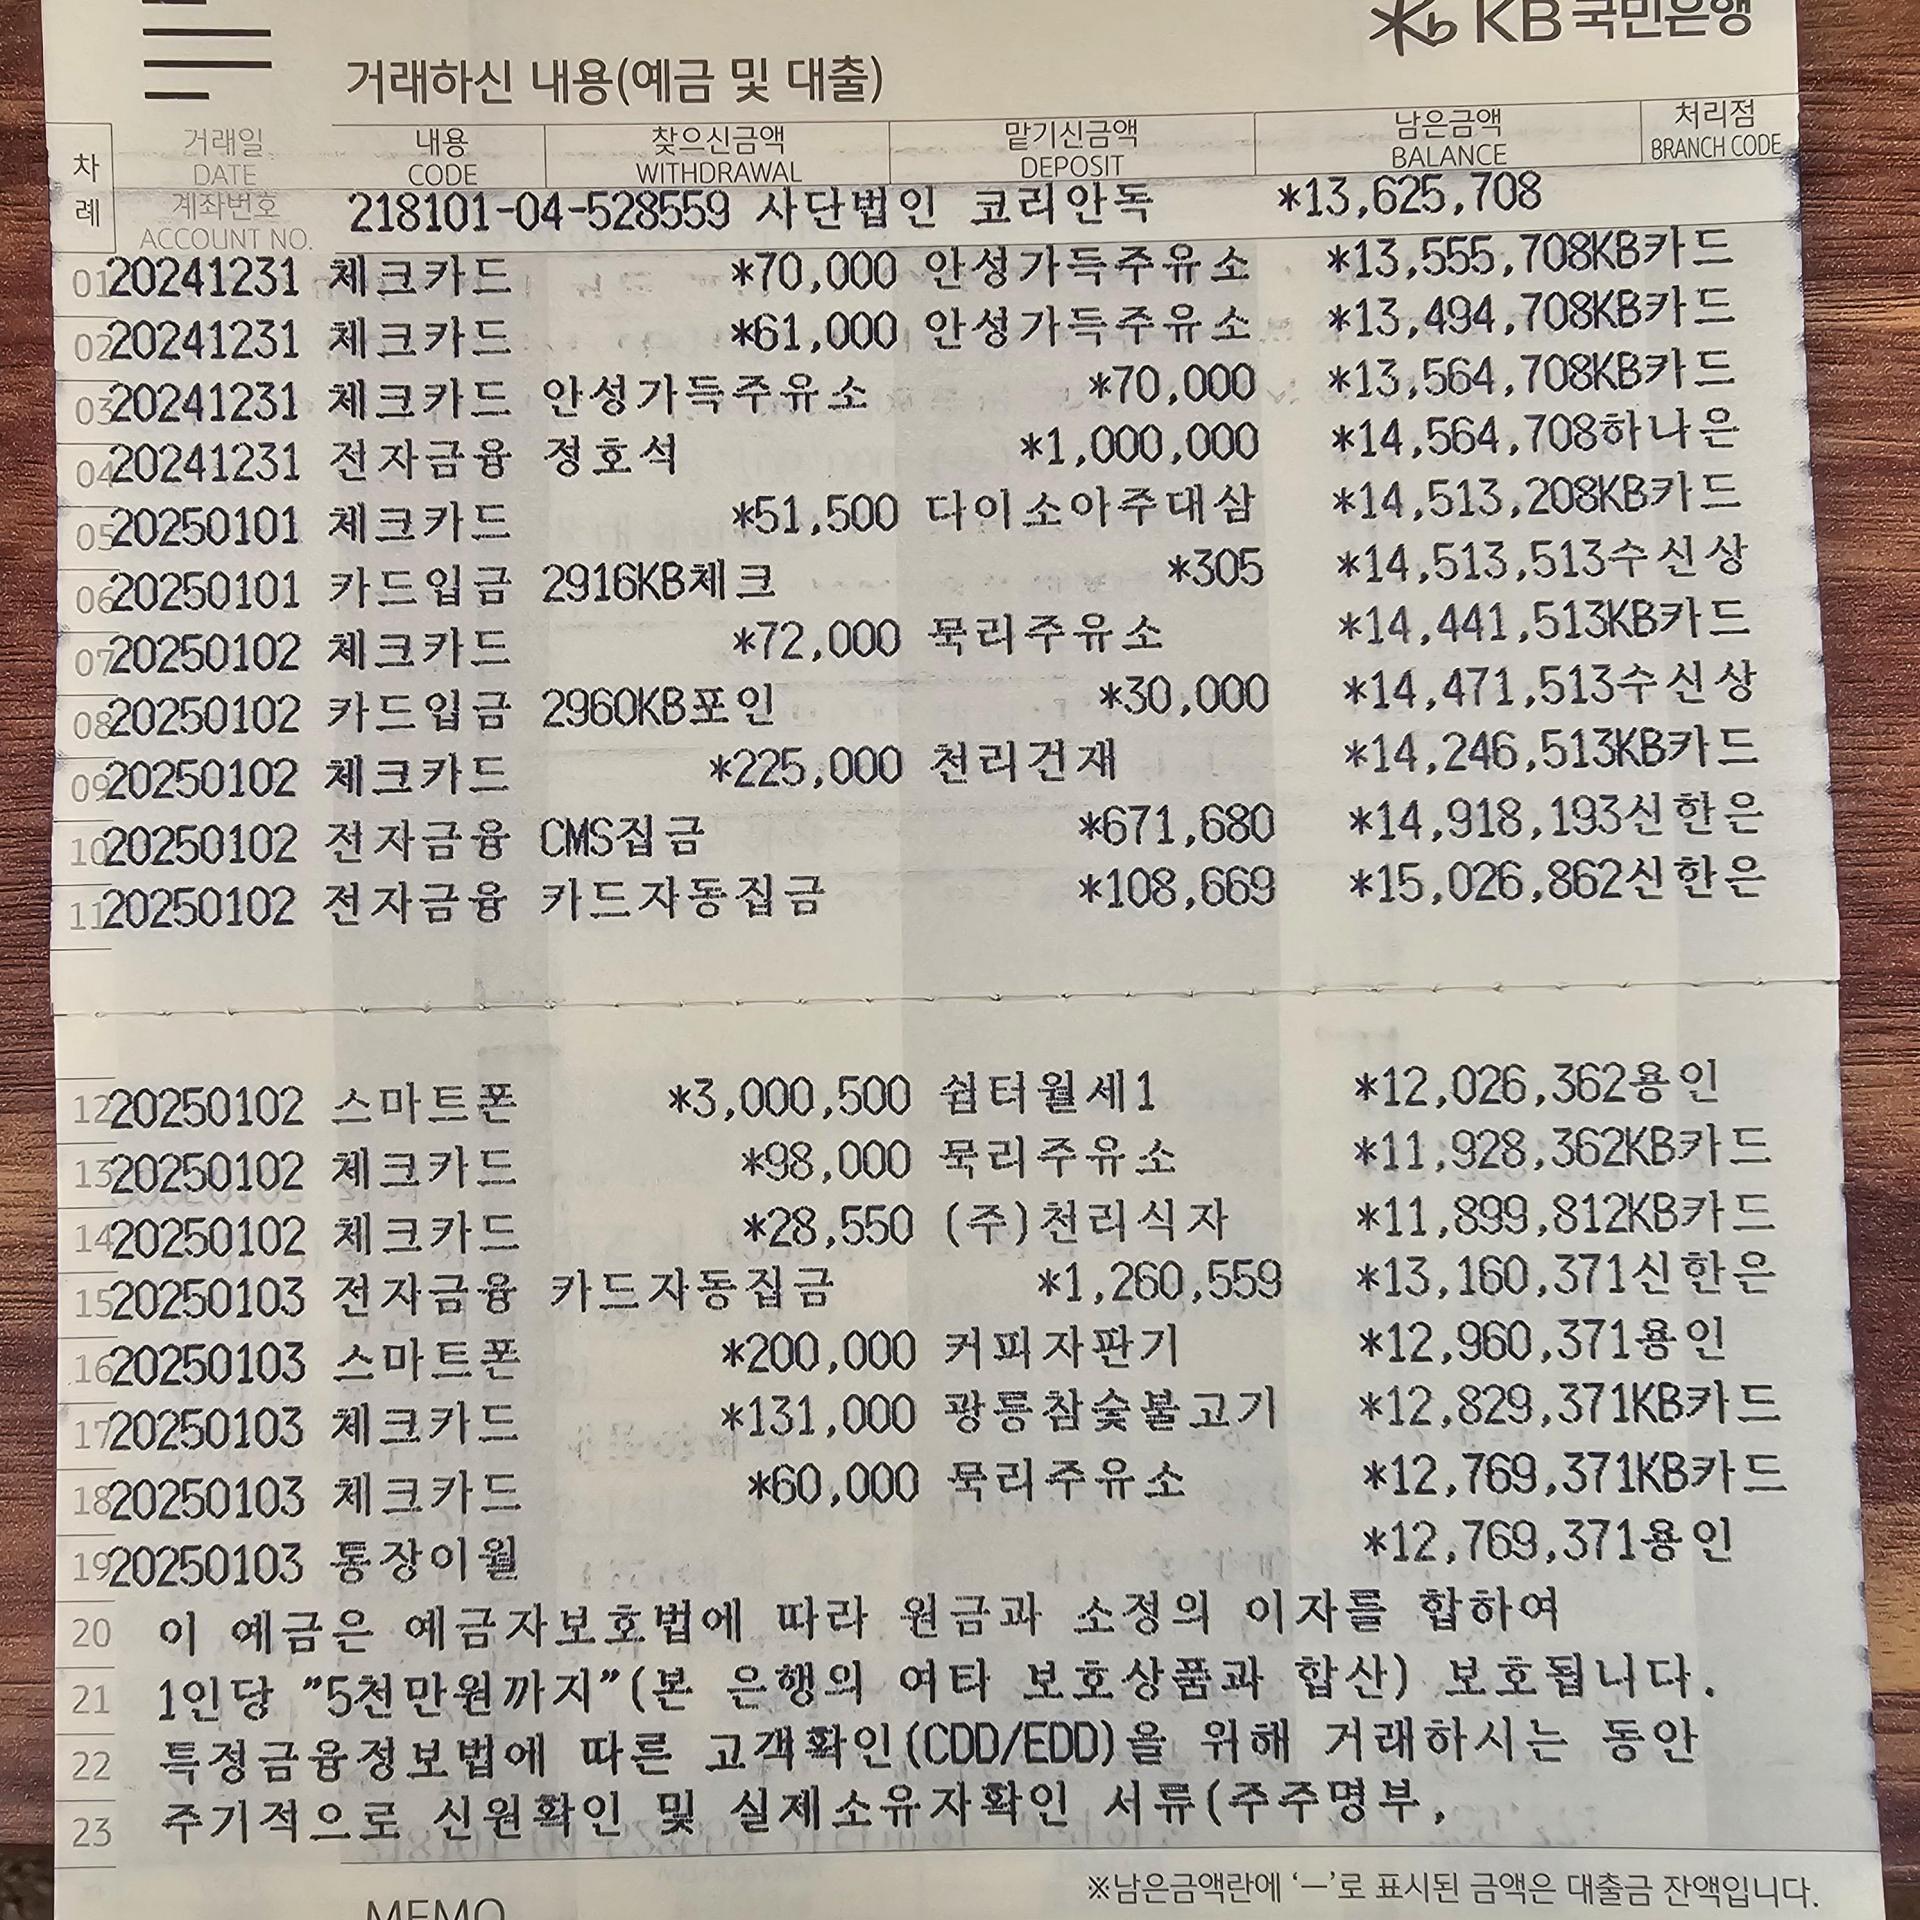 KB 국민은행
거래하신 내용(예금 및 대출)
차례 거래일 DATE 내용 CODE 찾으신금액 WITHDRAWAL 맡기신금액 DEPOSIT 남은금액 BALANCE 처리점 BRANCH CODE
계좌번호 ACCOUNT NO. 218101-04-528559 사단법인 코리안독 *13,625,708
01 20241231 체크카드 *70,000 안성가득주유소 *13,555,708KB카드
02 20241231 체크카드 *61,000 안성가득주유소 *13,494,708KB카드
03 20241231 체크카드 안성가득주유소 *70,000 *13,564,708KB카드
04 20241231 전자금융 정호석 *1,000,000 *14,564,708하나은
05 20250101 체크카드 *51,500 다이소아주대삼 *14,513,208KB카드
06 20250101 카드입금 2916KB체크 *305 *14,513,513수신상
07 20250102 체크카드 *72,000 묵리주유소 *14,441,513KB카드
08 20250102 카드입금 2960KB포인 *30,000 *14,471,513수신상
09 20250102 체크카드 *225,000 천리건재 *14,246,513KB카드
10 20250102 전자금융 CMS집금 *671,680 *14,918,193신한은
11 20250102 전자금융 카드자동집금 *108,669 *15,026,862신한은
12 20250102 스마트폰 *3,000,500 쉼터월세1 *12,026,362용인
13 20250102 체크카드 *98,000 묵리주유소 *11,928,362KB카드
14 20250102 체크카드 *28,550 (주)천리식자 *11,899,812KB카드
15 20250103 전자금융 카드자동집금 *1,260,559 *13,160,371신한은
16 20250103 스마트폰 *200,000 커피자판기 *12,960,371용인
17 20250103 체크카드 *131,000 광릉참숯불고기 *12,829,371KB카드
18 20250103 체크카드 *60,000 묵리주유소 *12,769,371KB카드
19 20250103 통장이월 *12,769,371용인
20 이 예금은 예금자보호법에 따라 원금과 소정의 이자를 합하여
21 1인당 "5천만원까지"(본 은행의 여타 보호상품과 합산) 보호됩니다.
22 특정금융정보법에 따른 고객확인(CDD/EDD)을 위해 거래하시는 동안
23 주기적으로 신원확인 및 실제소유자확인 서류(주주명부,
※남은금액란에 '―'로 표시된 금액은 대출금 잔액입니다.
MEMO